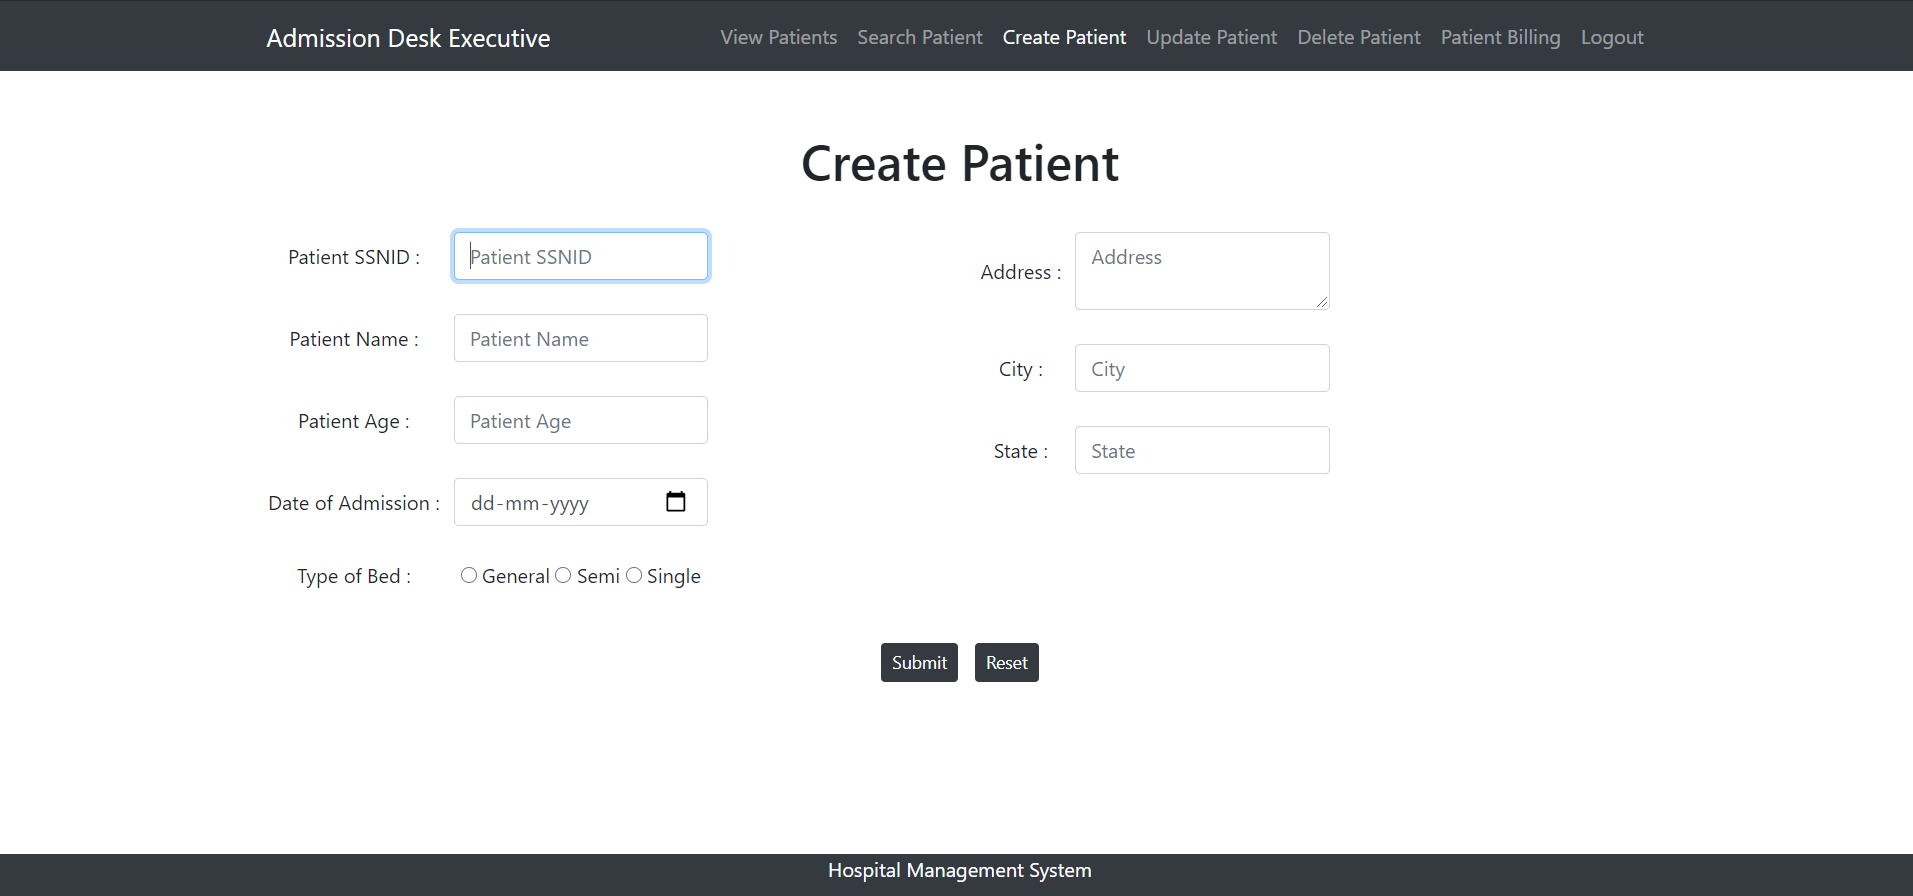 Admission Desk Executive
View Patients Search Patient Create Patient Update Patient Delete Patient Patient Billing Logout
Create Patient
Patient SSNID : Patient SSNID
Patient Name : Patient Name
Patient Age : Patient Age
Date of Admission : dd-mm-yyyy
Type of Bed : General Semi Single
Address : Address
City : City
State : State
Submit Reset
Hospital Management System